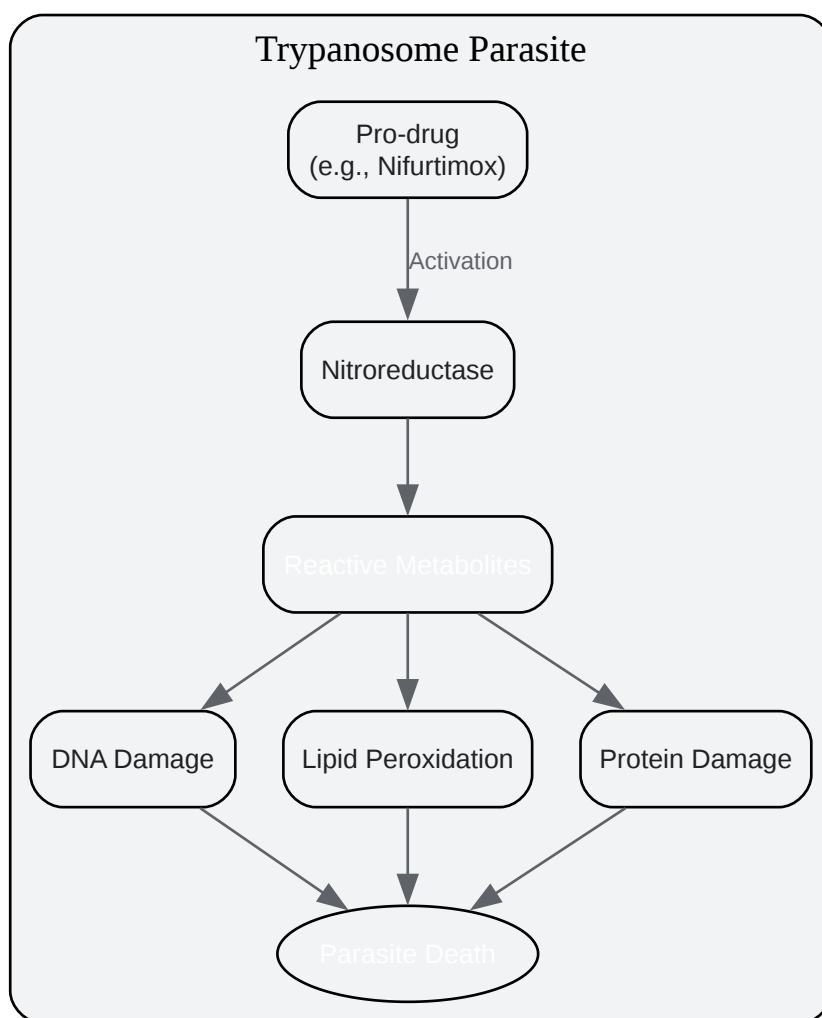 Trypanosome Parasite
Pro-drug
(e.g., Nifurtimox)
Activation
Nitroreductase
Reactive Metabolites
DNA Damage
Lipid Peroxidation
Protein Damage
Parasite Death